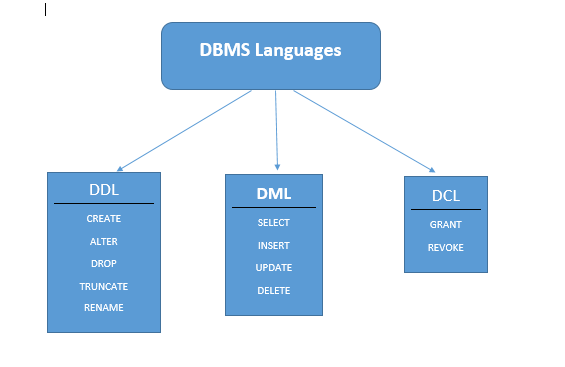 DBMS Languages
DDL
CREATE
ALTER
DROP
TRUNCATE
RENAME
DML
SELECT
INSERT
UPDATE
DELETE
DCL
GRANT
REVOKE